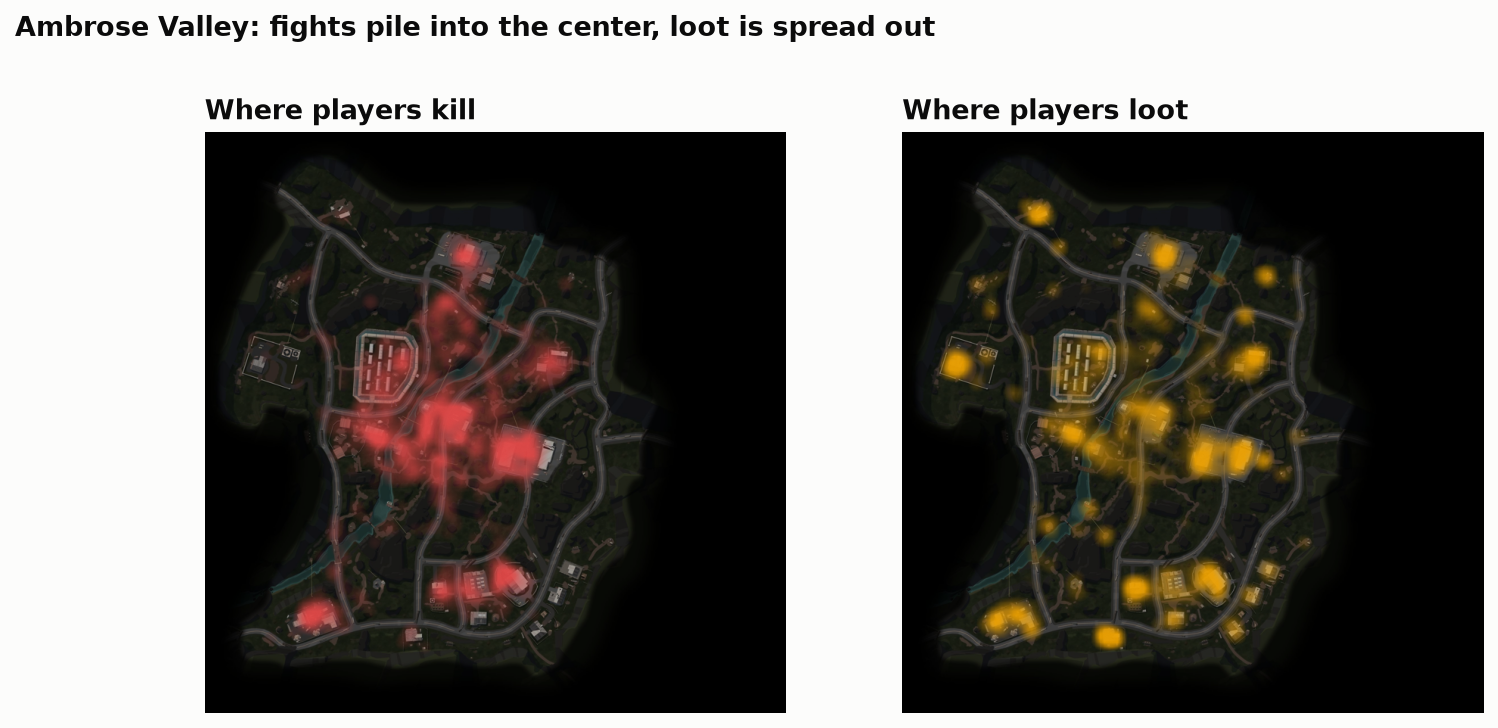 Ambrose Valley: fights pile into the center, loot is spread out
Where players kill
Where players loot